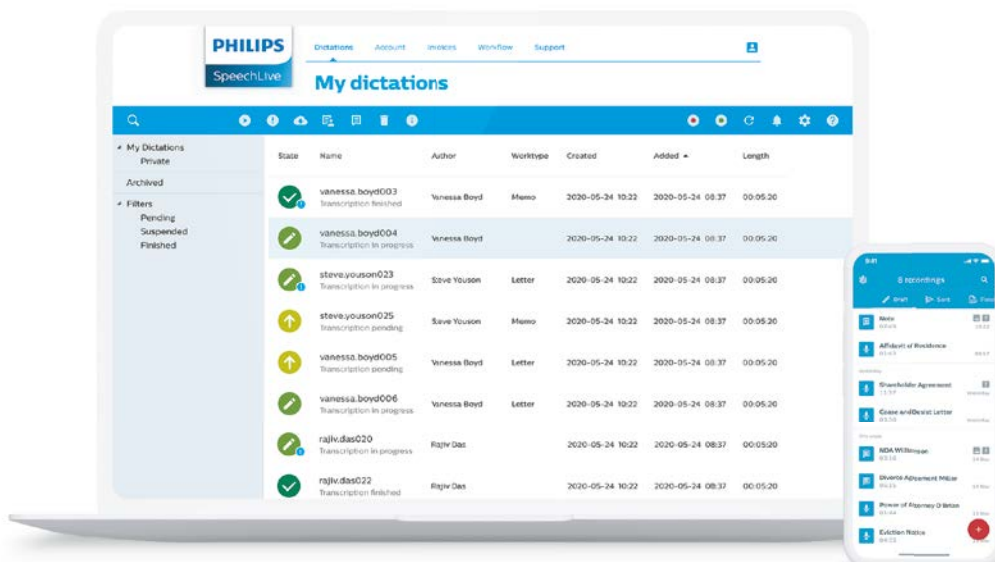 PHILIPS
SpeechLive
Dictations Account Invoices Workflow Support
My dictations
My Dictations
Private
Archived
Filters
Pending
Suspended
Finished
State Name Author Worktype Created Added Length
vanessa.boyd003 Vanessa Boyd Memo 2020-05-24 10:22 2020-05-24 08:37 00:05:20
Transcription finished
vanessa.boyd004 Vanessa Boyd 2020-05-24 10:22 2020-05-24 08:37 00:05:20
Transcription in progress
steve.youson023 Steve Youson Letter 2020-05-24 10:22 2020-05-24 08:37 00:05:20
Transcription in progress
steve.youson025 Steve Youson Memo 2020-05-24 10:22 2020-05-24 08:37 00:05:20
Transcription pending
vanessa.boyd005 Vanessa Boyd Letter 2020-05-24 10:22 2020-05-24 08:37 00:05:20
Transcription pending
vanessa.boyd006 Vanessa Boyd Letter 2020-05-24 10:22 2020-05-24 08:37 00:05:20
Transcription in progress
rajiv.das020 Rajiv Das 2020-05-24 10:22 2020-05-24 08:37 00:05:20
Transcription in progress
rajiv.das022 Rajiv Das 2020-05-24 10:22 2020-05-24 08:37 00:05:20
Transcription finished
9:41
8 recordings
Draft Sent
Note
Affidavit of Residence
Yesterday
Shareholder Agreement
11:37 Yesterday
Cease and Desist Letter
Yesterday
This week
NDA Williamson
Divorce Agreement Miller
Power of Attorney O'Brien
Eviction Notice